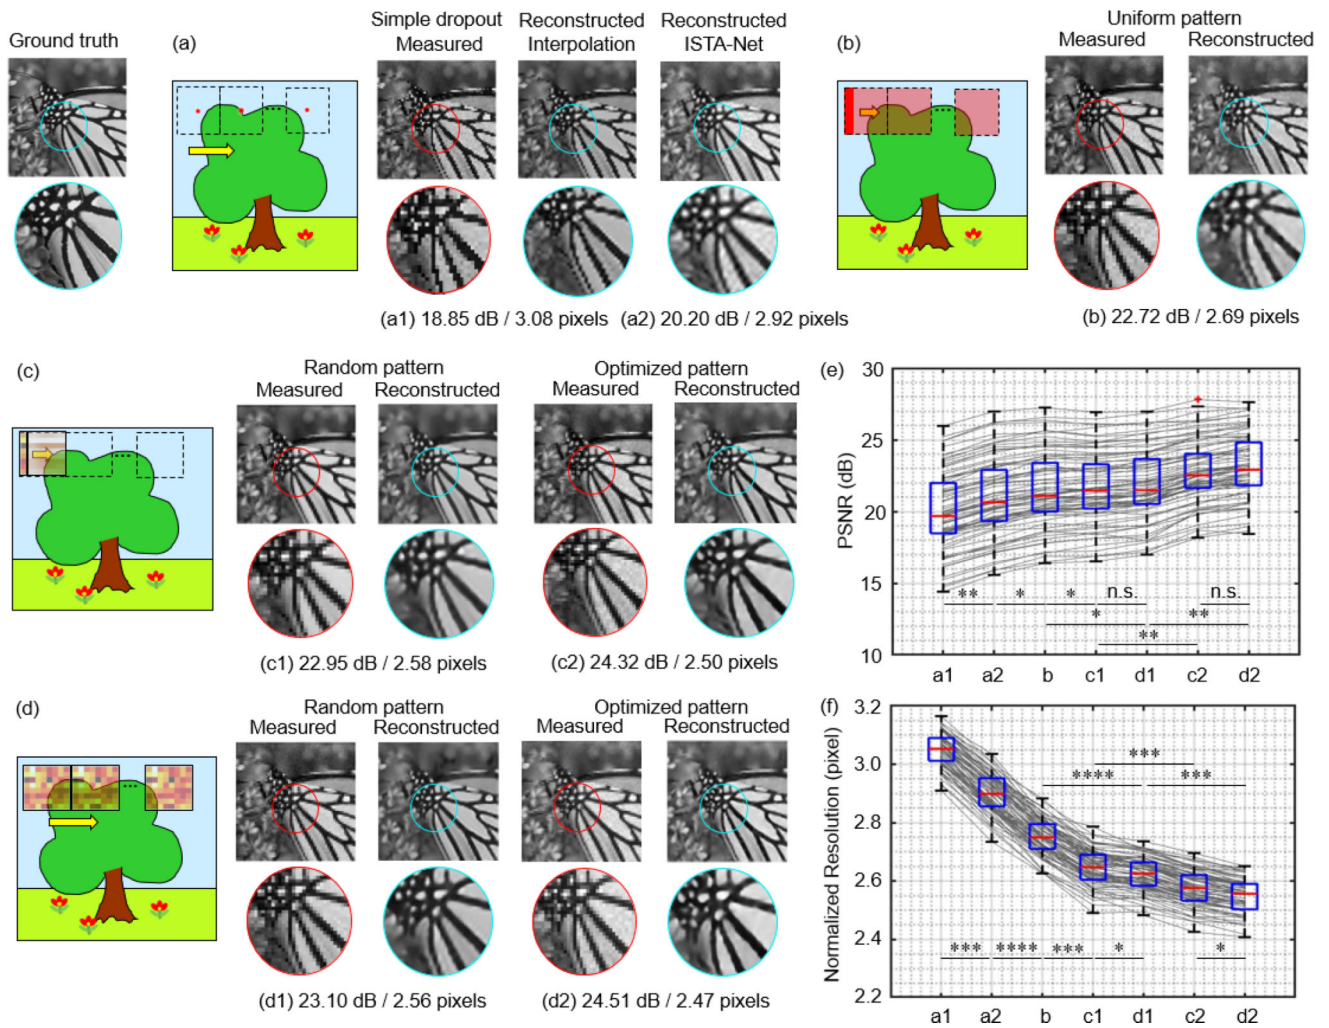 Ground truth
(a)
Simple dropout
Measured
Reconstructed
Interpolation
Reconstructed
ISTA-Net
(a1) 18.85 dB / 3.08 pixels
(a2) 20.20 dB / 2.92 pixels
(b)
Uniform pattern
Measured
Reconstructed
(b) 22.72 dB / 2.69 pixels
(c)
Random pattern
Measured
Reconstructed
Optimized pattern
Measured
Reconstructed
(c1) 22.95 dB / 2.58 pixels
(c2) 24.32 dB / 2.50 pixels
(d)
Random pattern
Measured
Reconstructed
Optimized pattern
Measured
Reconstructed
(d1) 23.10 dB / 2.56 pixels
(d2) 24.51 dB / 2.47 pixels
(e)
PSNR (dB)
30
25
20
15
10
** * * n.s. n.s.
* **
**
a1 a2 b c1 d1 c2 d2
(f)
Normalized Resolution (pixel)
3.2
3.0
2.8
2.6
2.4
2.2
***
**** ***
*** **** *** * *
a1 a2 b c1 d1 c2 d2